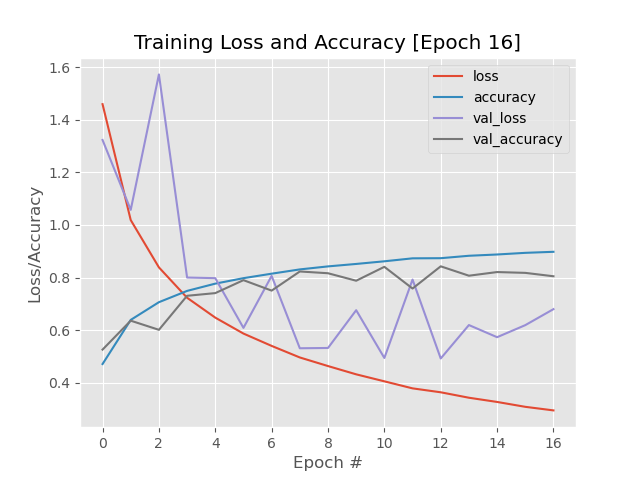 Training Loss and Accuracy [Epoch 16]
1.6
1.4
1.2
1.0
0.8
0.6
0.4
Loss/Accuracy
loss
accuracy
val_loss
val_accuracy
0 2 4 6 8 10 12 14 16
Epoch #